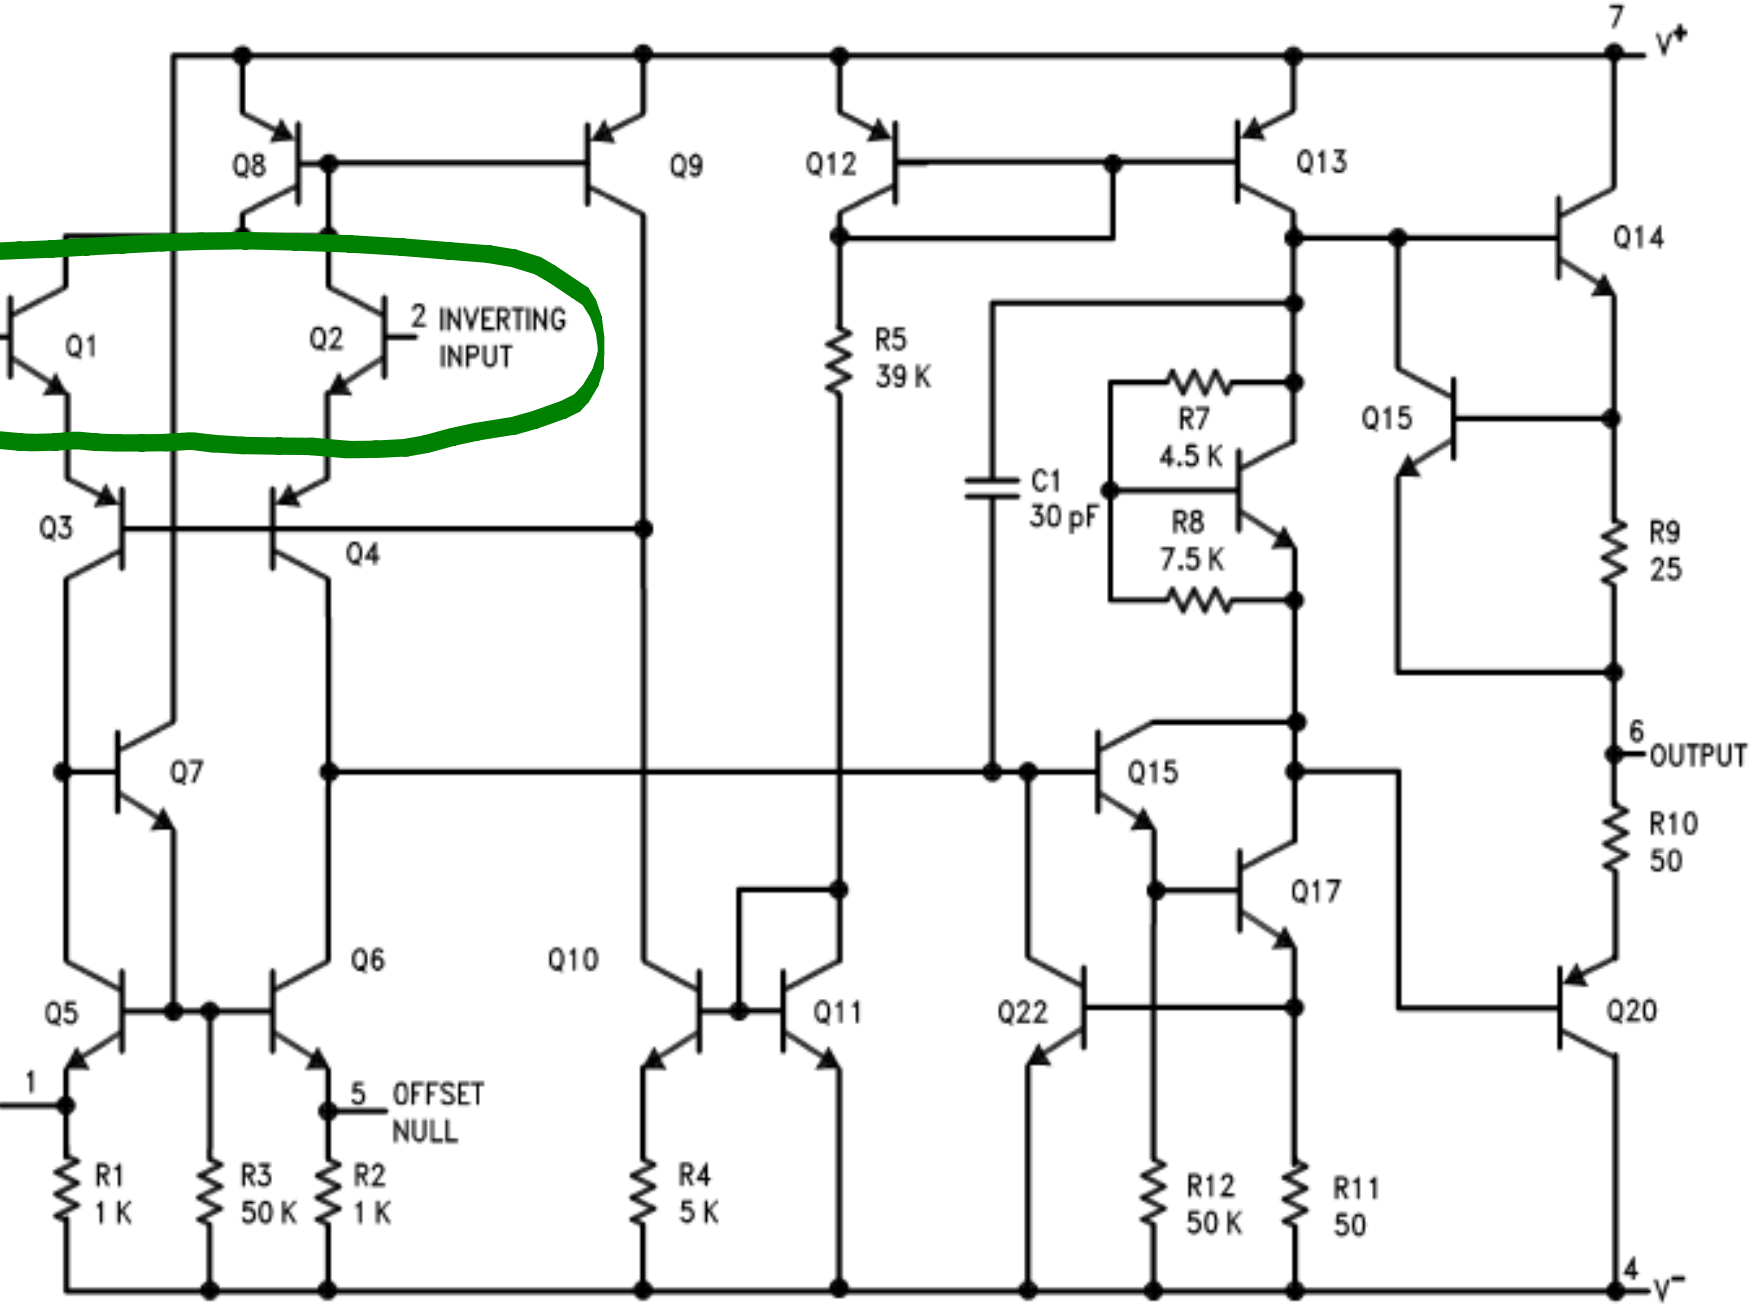 7
V+
Q8
Q9
Q12
Q13
Q14
Q1
Q2
2 INVERTING
INPUT
R5
39 K
Q15
R7
4.5 K
C1
30 pF
R8
7.5 K
Q3
Q4
R9
25
Q7
Q15
6
OUTPUT
R10
50
Q17
Q6
Q10
Q5
Q11
Q22
Q20
1
5 OFFSET
NULL
R1
1 K
R3
50 K
R2
1 K
R4
5 K
R12
50 K
R11
50
4
V−